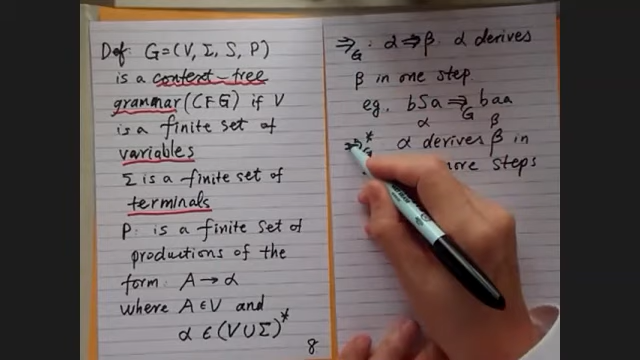 Def: G=(V, Σ, S, P)
is a context-free
grammar (CFG) if V
is a finite set of
variables
Σ is a finite set of
terminals
P: is a finite set of
productions of the
form: A → α
where A ∈ V and
α ∈ (V ∪ Σ)*
8
⇒G : α ⇒ β. α derives
β in one step.
eg. bSa ⇒G baa
α β
⇒G* α derives β in
more steps